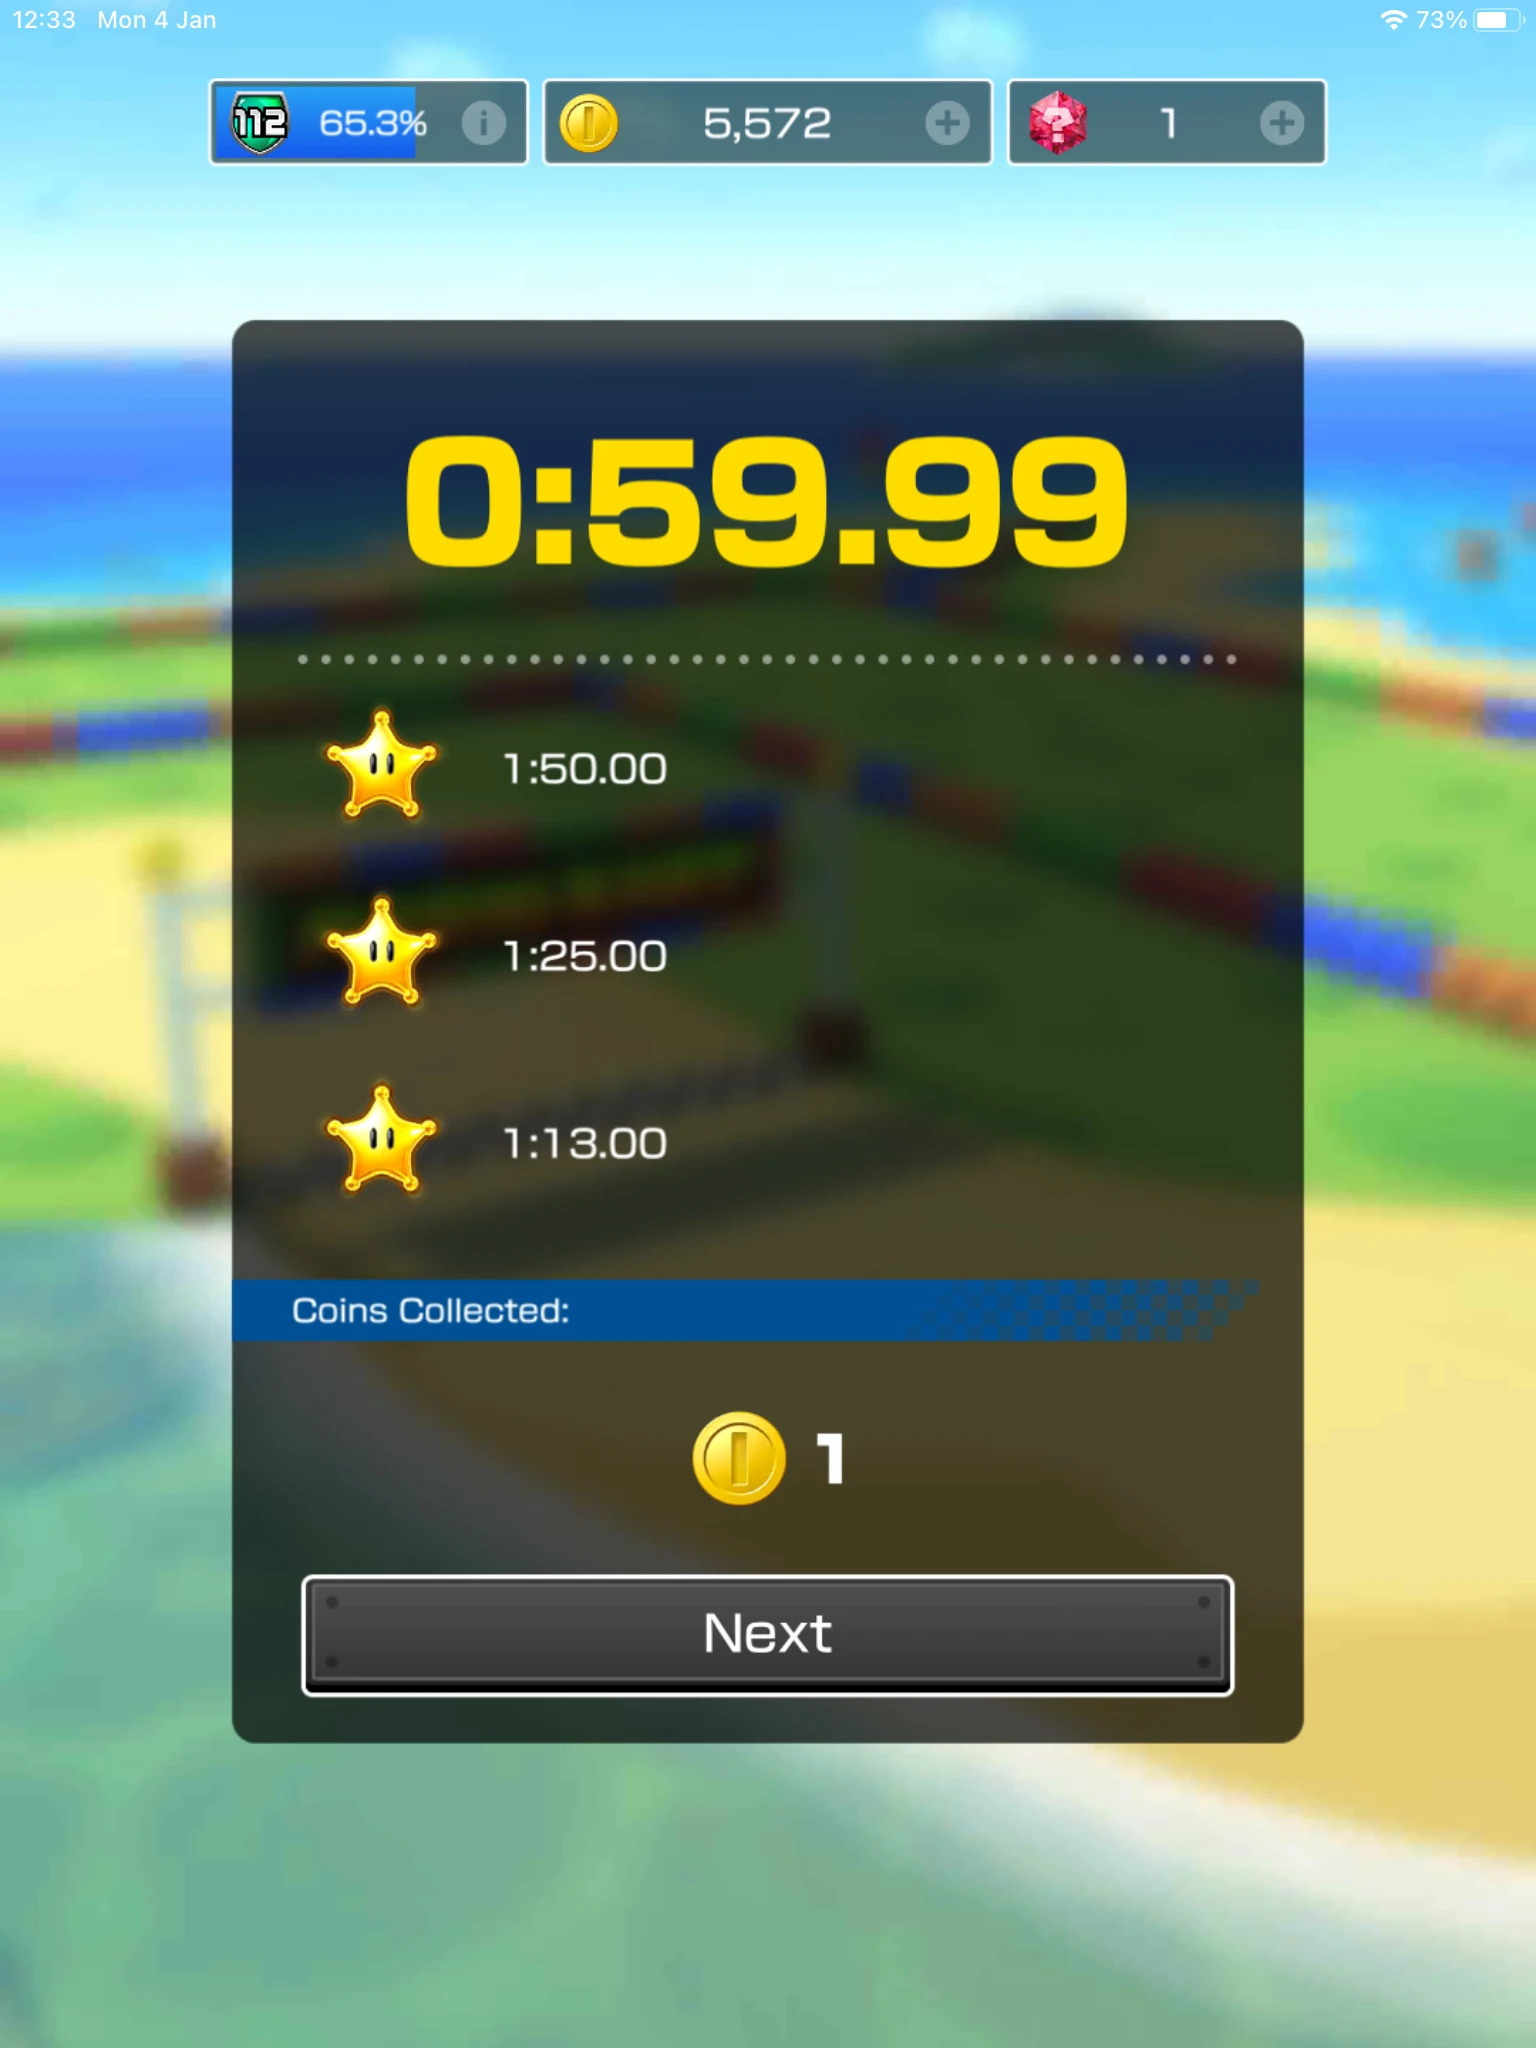 12:33 Mon 4 Jan 73%
112 65.3% i 5,572 + ? 1 +
0:59.99
1:50.00
1:25.00
1:13.00
Coins Collected:
1
Next